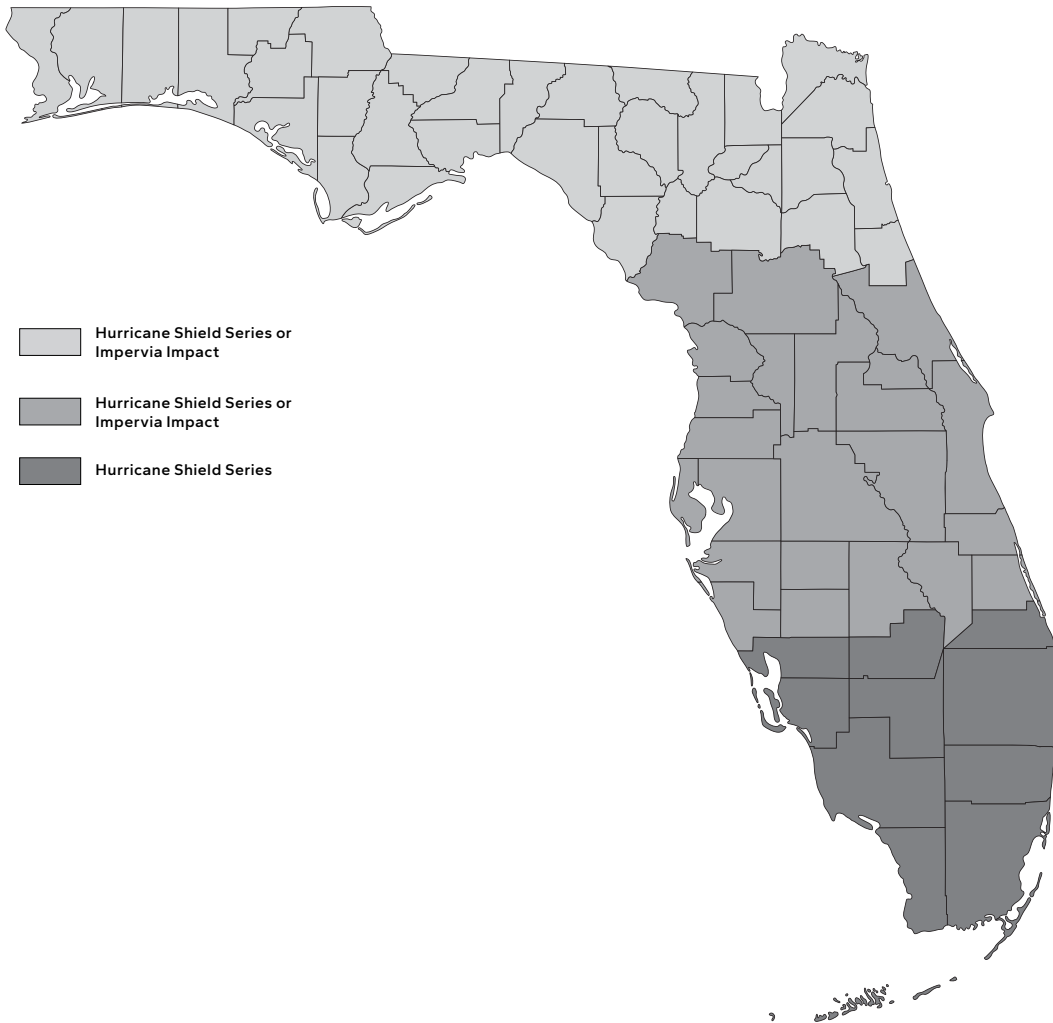 Hurricane Shield Series or
Impervia Impact
Hurricane Shield Series or
Impervia Impact
Hurricane Shield Series